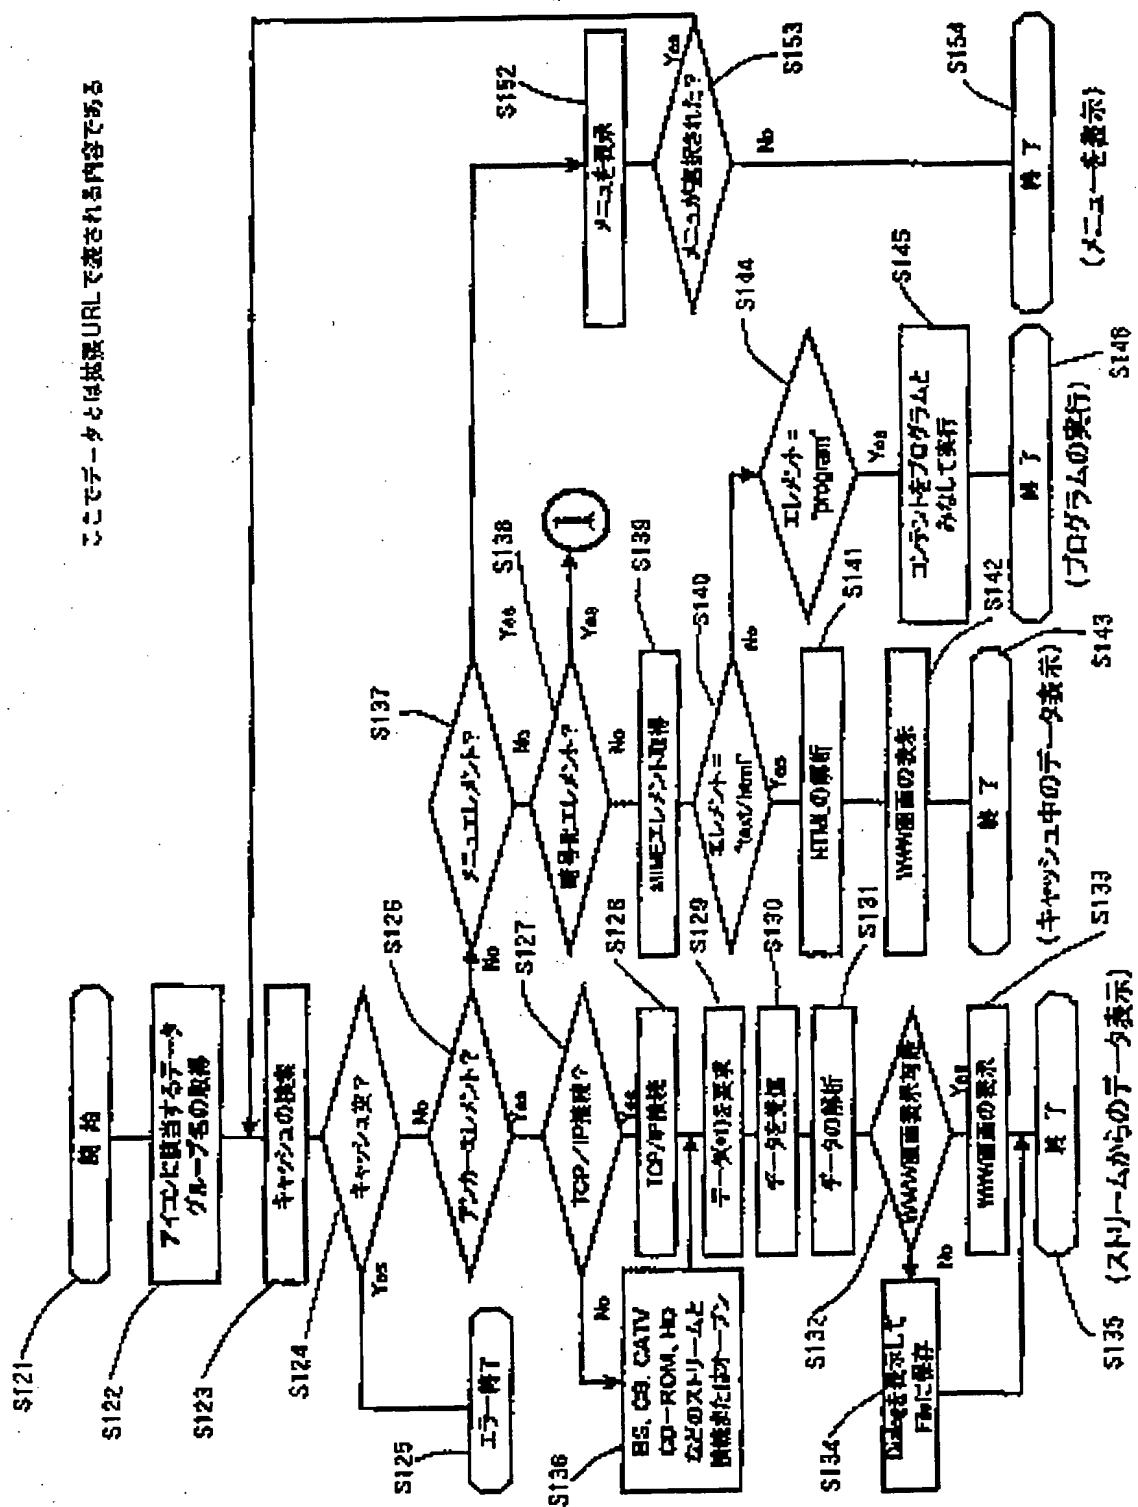 ここでデータとは拡張URLで表される内容である
S121
開 始
S122
アイコンに該当するデータ
グループ名の取得
S123
キャッシュの検索
S124
キャッシュ空?
Yes
No
S125
エラー終了
S126
アンカーエレメント?
No
Yes
S127
TCP/IP接続?
Yes
No
S128
TCP/IP接続
S136
BS、CS、CATV
CD-ROM、HD
などのストリームと
接続またはオープン
S129
データ(*1)を要求
S130
データを受信
S131
データの解析
S132
WWW画面表示可能
Yes
No
S133
WWW画面の表示
S134
Dialogを表示して
Fileに保存
S135
終 了
(ストリームからのデータ表示)
S137
メニュエレメント?
Yes
No
S138
暗号化エレメント?
Yes
No
1
S139
MIMEエレメント取得
S140
エレメント=
"text/html"
Yes
No
S141
HTMLの解析
S142
WWW画面の表示
S143
終 了
(キャッシュ中のデータ表示)
S144
エレメント=
"program"
Yes
S145
コンテントをプログラムと
みなして実行
S146
終 了
(プログラムの実行)
S152
メニュを表示
S153
メニュが選択された?
Yes
No
S154
終 了
(メニューを表示)